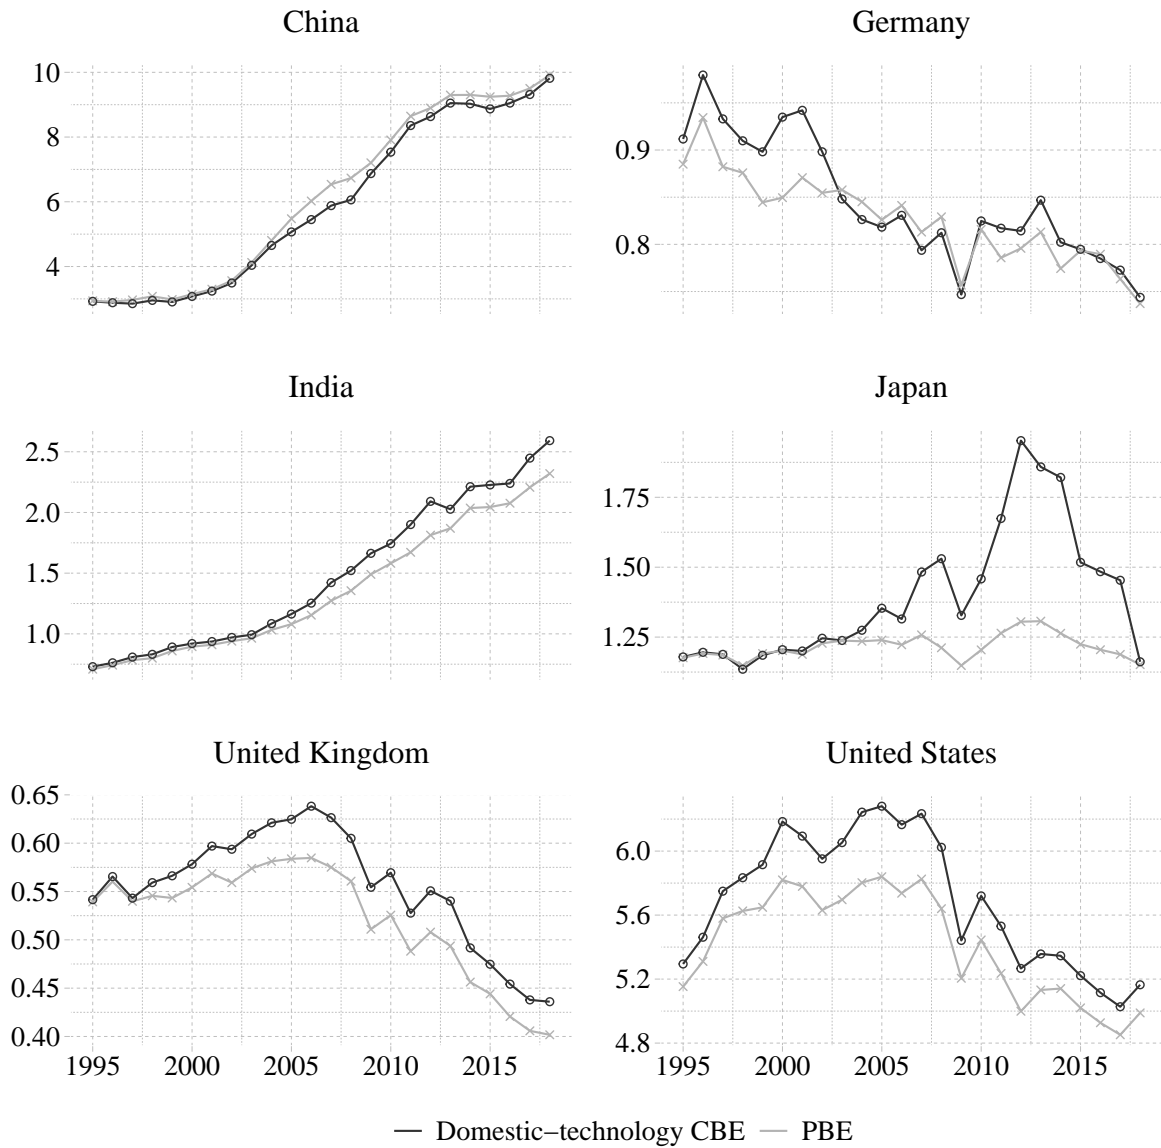 China
Germany
10
8
6
4
0.9
0.8
India
Japan
2.5
2.0
1.5
1.0
1.75
1.50
1.25
United Kingdom
United States
0.65
0.60
0.55
0.50
0.45
0.40
6.0
5.6
5.2
4.8
1995 2000 2005 2010 2015
1995 2000 2005 2010 2015
Domestic−technology CBE PBE